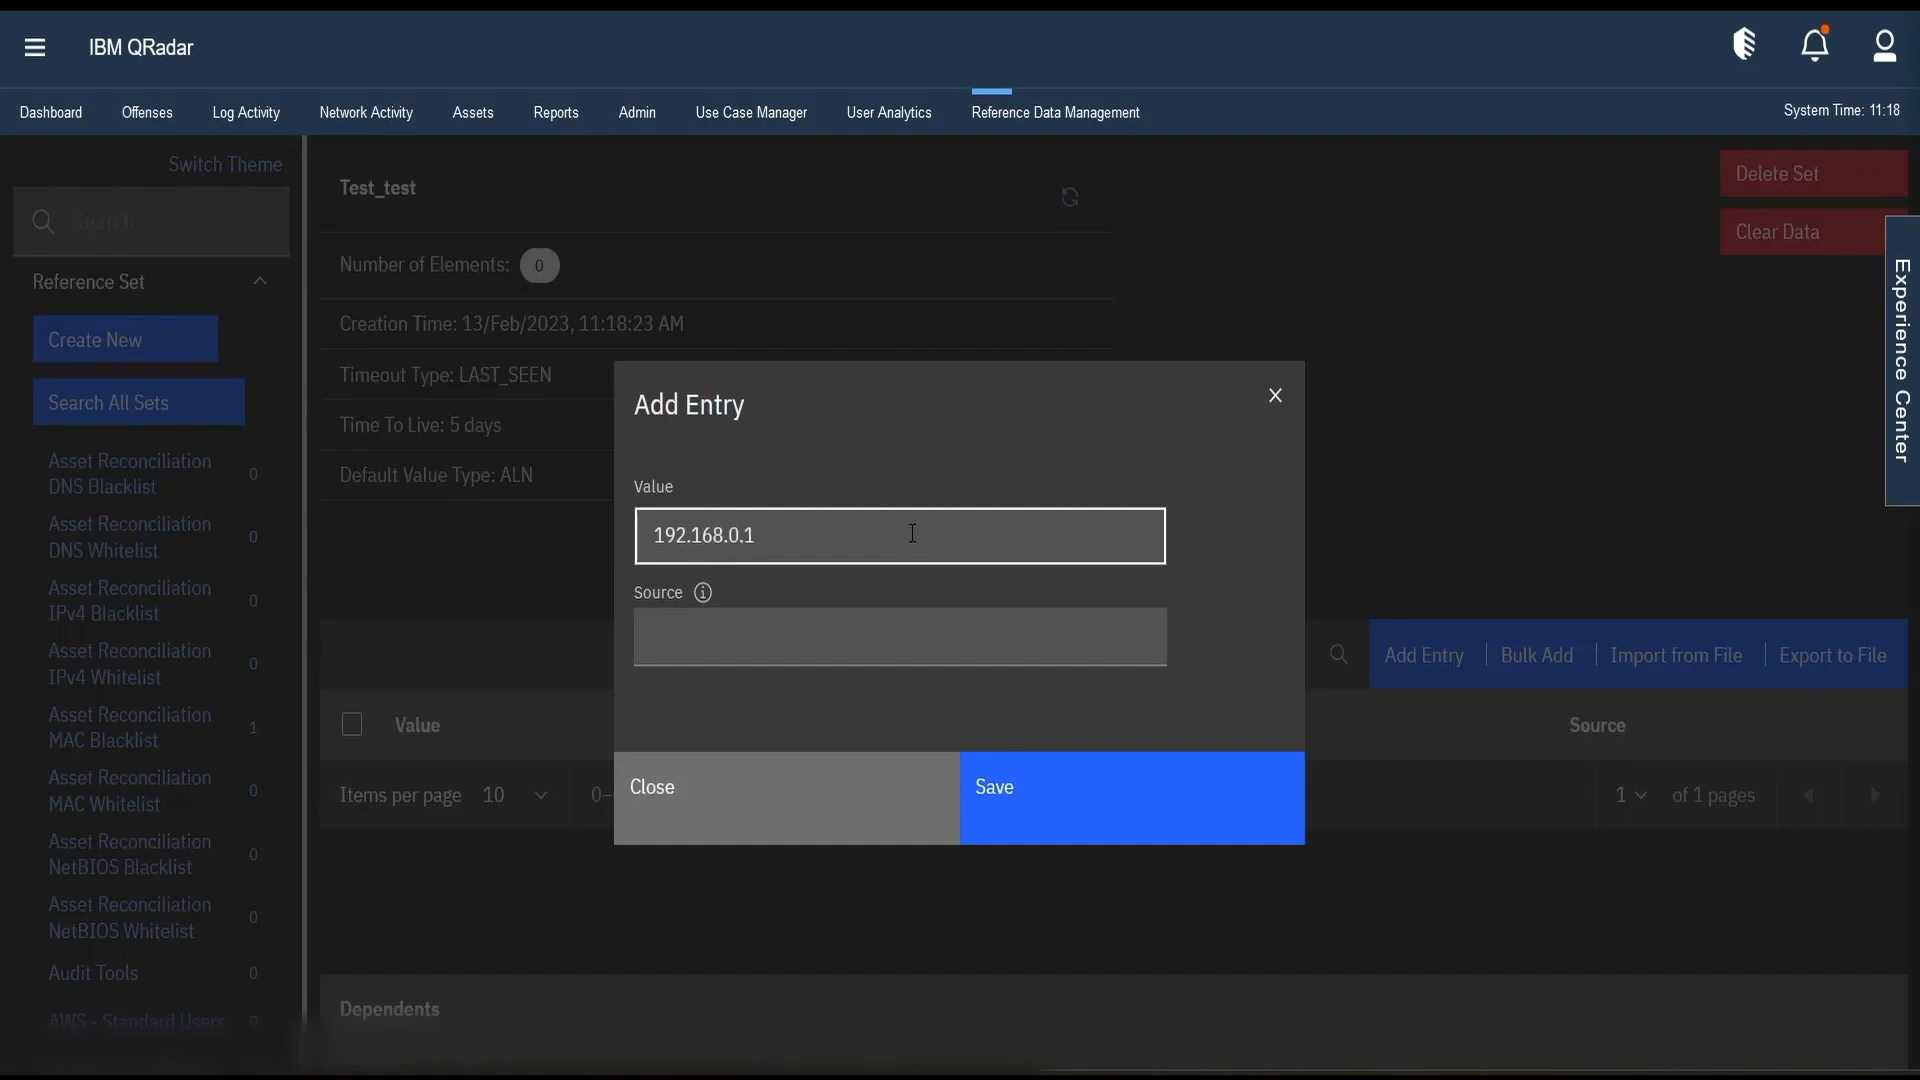 IBM QRadar
Dashboard Offenses Log Activity Network Activity Assets Reports Admin Use Case Manager User Analytics Reference Data Management System Time: 11:18
Switch Theme
Search
Reference Set
Create New
Search All Sets
Asset Reconciliation
DNS Blacklist 0
Asset Reconciliation
DNS Whitelist 0
Asset Reconciliation
IPv4 Blacklist 0
Asset Reconciliation
IPv4 Whitelist 0
Asset Reconciliation
MAC Blacklist 1
Asset Reconciliation
MAC Whitelist 0
Asset Reconciliation
NetBIOS Blacklist 0
Asset Reconciliation
NetBIOS Whitelist 0
Audit Tools 0
AWS - Standard Users 0
Test_test
Number of Elements: 0
Creation Time: 13/Feb/2023, 11:18:23 AM
Timeout Type: LAST_SEEN
Time To Live: 5 days
Default Value Type: ALN
Delete Set
Clear Data
Experience Center
Add Entry
Value
192.168.0.1
Source
Close Save
Add Entry Bulk Add Import from File Export to File
Value Source
Items per page 10 0– 1 of 1 pages
Dependents